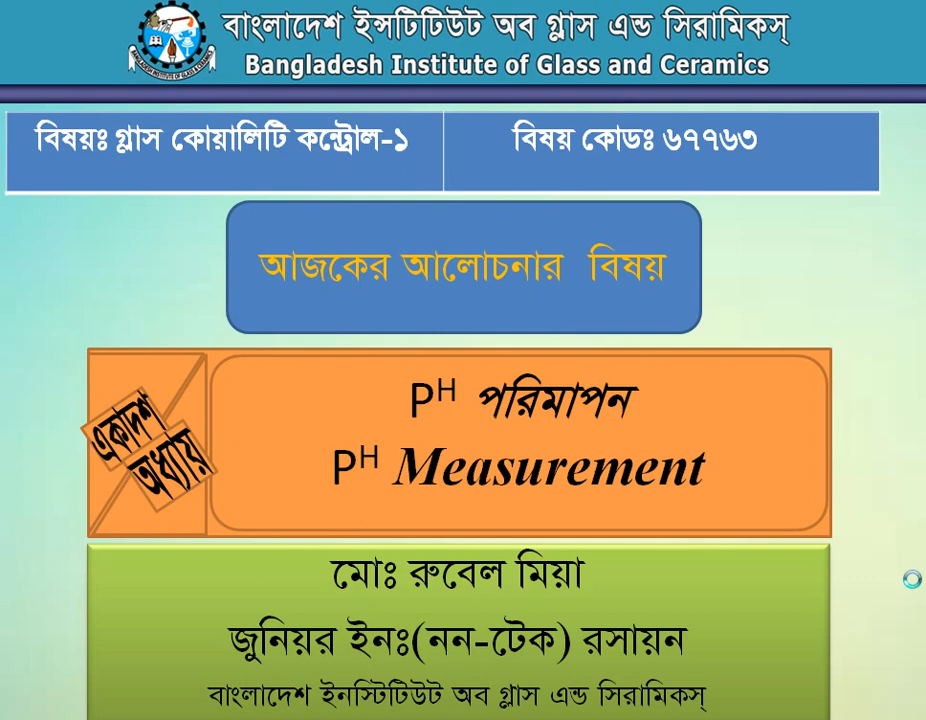 বাংলাদেশ ইন্সটিটিউট অব গ্লাস এন্ড সিরামিকস্
Bangladesh Institute of Glass and Ceramics
বিষয়ঃ গ্লাস কোয়ালিটি কন্ট্রোল-১
বিষয় কোডঃ ৬৭৭৬৩
আজকের আলোচনার বিষয়
একাদশ
অধ্যায়
Pᴴ পরিমাপন
Pᴴ Measurement
মোঃ রুবেল মিয়া
জুনিয়র ইনঃ(নন-টেক) রসায়ন
বাংলাদেশ ইনস্টিটিউট অব গ্লাস এন্ড সিরামিকস্